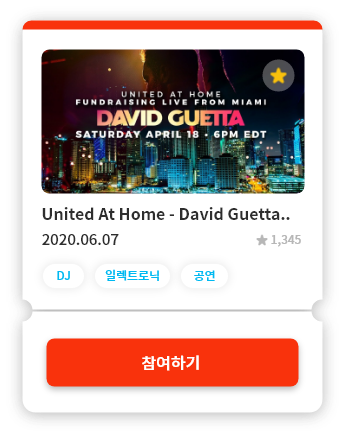 UNITED AT HOME
FUNDRAISING LIVE FROM MIAMI
DAVID GUETTA
SATURDAY APRIL 18 • 6PM EDT
United At Home - David Guetta..
2020.06.07
1,345
DJ
일렉트로닉
공연
참여하기